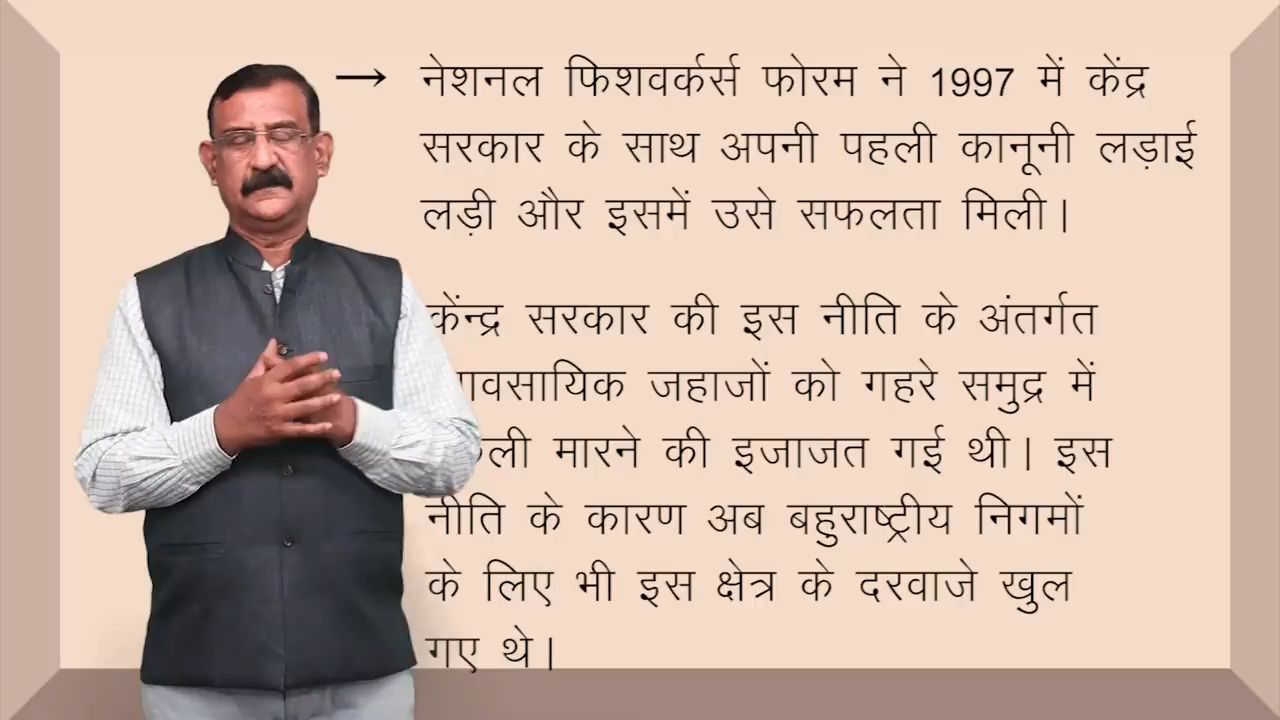 → नेशनल फिशवर्कर्स फोरम ने 1997 में केंद्र
सरकार के साथ अपनी पहली कानूनी लड़ाई
लड़ी और इसमें उसे सफलता मिली।
केंन्द्र सरकार की इस नीति के अंतर्गत
जहाजों को गहरे समुद्र में
मारने की इजाजत गई थी। इस
नीति के कारण अब बहुराष्ट्रीय निगमों
के लिए भी इस क्षेत्र के दरवाजे खुल
गए थे।